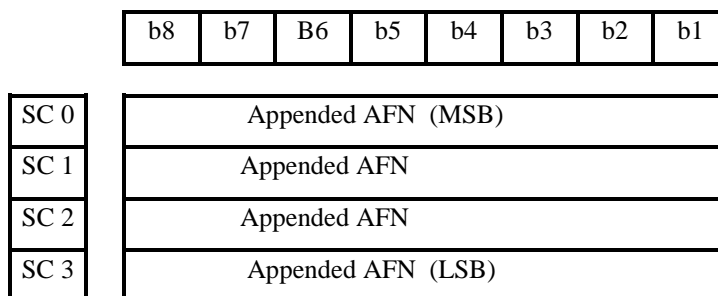 b8 b7 B6 b5 b4 b3 b2 b1
SC 0 Appended AFN (MSB)
SC 1 Appended AFN
SC 2 Appended AFN
SC 3 Appended AFN (LSB)